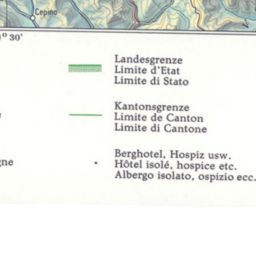 Cepino
30'
Landesgrenze
Limite d'Etat
Limite di Stato
Kantonsgrenze
Limite de Canton
Limite di Cantone
Berghotel, Hospiz usw.
gne
Hôtel isolé, hospice etc.
Albergo isolato, ospizio ecc.